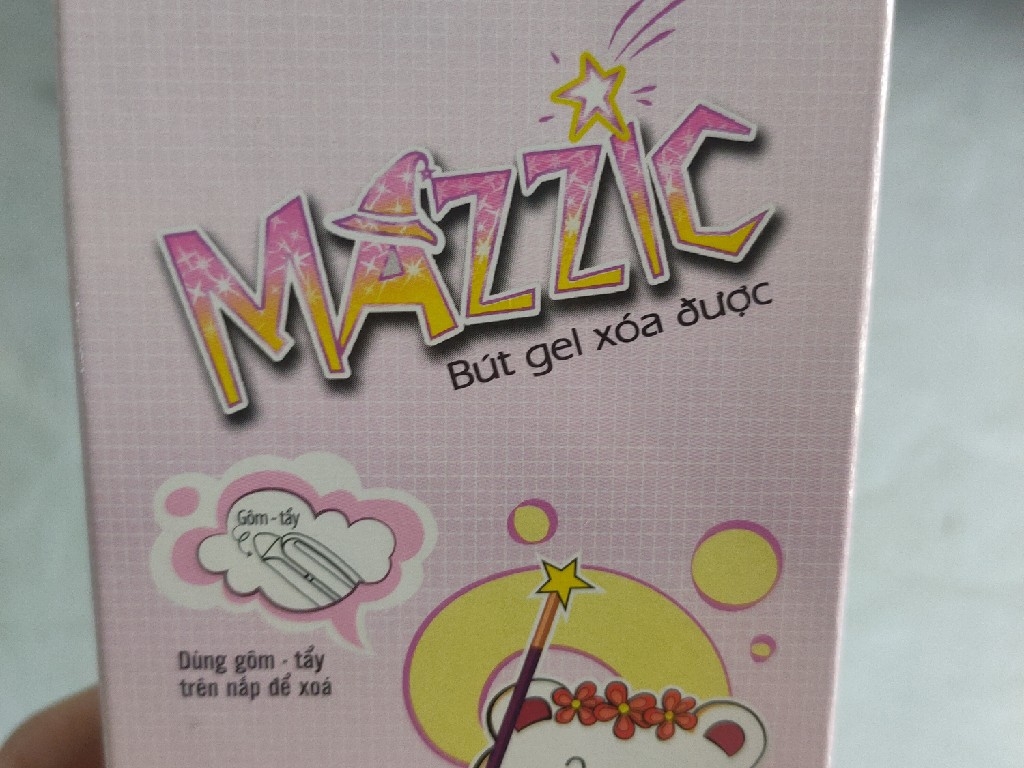 MAZZIC
Bút gel xóa được
Gôm - tẩy
Dùng gôm - tẩy
trên nắp để xoá